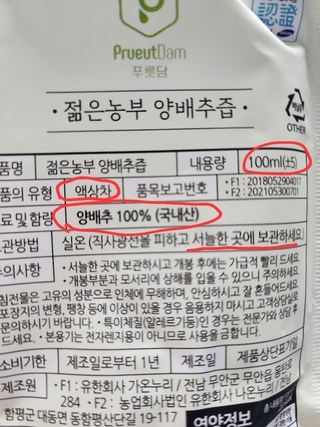 認證
PrueutDam
푸룻담
· 젊은농부 양배추즙 ·
OTHER
품명 젊은농부 양배추즙 내용량 100ml(±5)
품의 유형 액상차 품목보고번호 · F1 : 2018052904017
· F2 : 202105300701
료 및 함량 양배추 100% (국내산)
관방법 실온 (직사광선을 피하고 서늘한 곳에 보관하세요)
의사항 · 서늘한 곳에 보관하시고 개봉 후에는 가급적 빨리 드세요
· 개봉부분과 모서리에 상해를 입을 수 있으니 주의하세요
침전물은 고유의 성분으로 인체에 무해하며, 안심하시고 잘 흔들어드세요
포장지의 변형, 팽창 등에 이상이 있을 경우 음용하지 마시고 고객상담실로
문의하시기 바랍니다. · 특이체질(알레르기등)인 경우는 전문가와 상담 후
드세요. · 본용기는 전자렌지용이 아니므로 사용을 금합니다.
소비기한 제조일로부터 1년 제조일 제품상단표기일
제조원 · F1 : 유한회사 가온누리/ 전남 무안군 무안읍 몽탄로
284 · F2 : 농업회사법인 유한회사 나온누리/ 전남
함평군 대동면 동함평산단길 19-117 영양정보